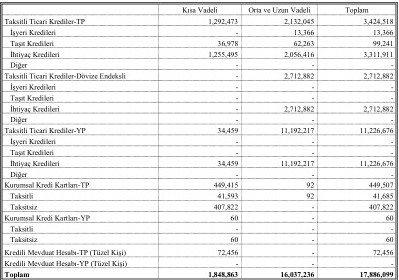 Kısa Vadeli Orta ve Uzun Vadeli Toplam
Taksitli Ticari Krediler-TP 1,292,473 2,132,045 3,424,518
İşyeri Kredileri - 13,366 13,366
Taşıt Kredileri 36,978 62,263 99,241
İhtiyaç Kredileri 1,255,495 2,056,416 3,311,911
Diğer - - -
Taksitli Ticari Krediler-Dövize Endeksli - 2,712,882 2,712,882
İşyeri Kredileri - - -
Taşıt Kredileri - - -
İhtiyaç Kredileri - 2,712,882 2,712,882
Diğer - - -
Taksitli Ticari Krediler-YP 34,459 11,192,217 11,226,676
İşyeri Kredileri - - -
Taşıt Kredileri - - -
İhtiyaç Kredileri 34,459 11,192,217 11,226,676
Diğer - - -
Kurumsal Kredi Kartları-TP 449,415 92 449,507
Taksitli 41,593 92 41,685
Taksitsiz 407,822 - 407,822
Kurumsal Kredi Kartları-YP 60 - 60
Taksitli - - -
Taksitsiz 60 - 60
Kredili Mevduat Hesabı-TP (Tüzel Kişi) 72,456 - 72,456
Kredili Mevduat Hesabı-YP (Tüzel Kişi) - - -
Toplam 1,848,863 16,037,236 17,886,099